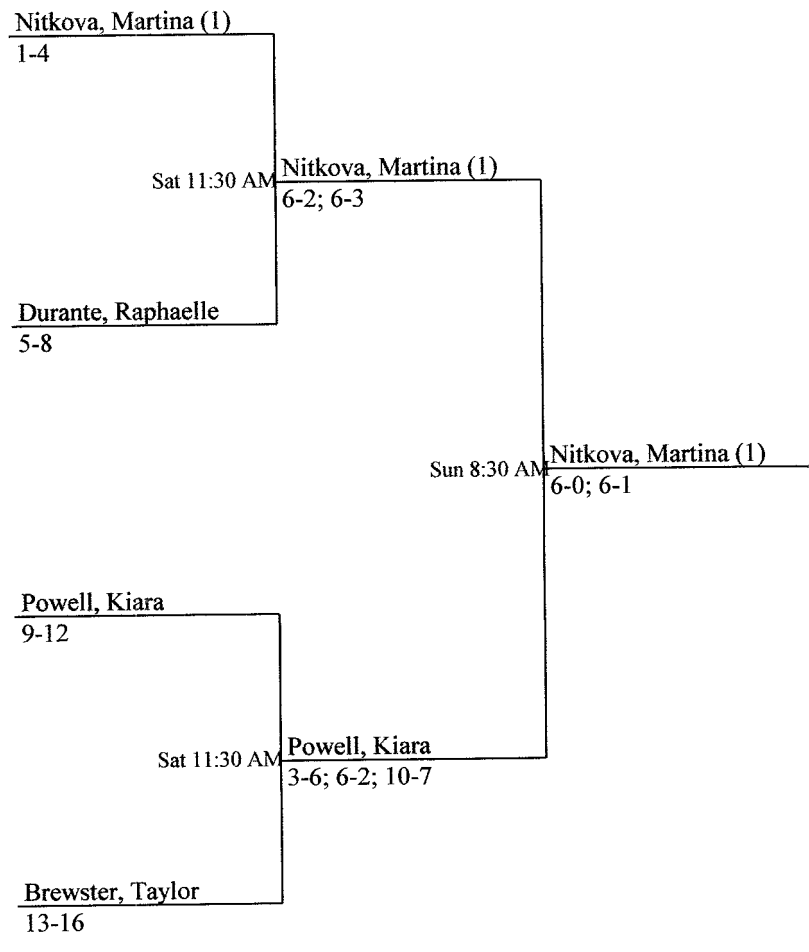 Nitkova, Martina (1)
1-4
Sat 11:30 AM
Nitkova, Martina (1)
6-2; 6-3
Durante, Raphaelle
5-8
Sun 8:30 AM
Nitkova, Martina (1)
6-0; 6-1
Powell, Kiara
9-12
Sat 11:30 AM
Powell, Kiara
3-6; 6-2; 10-7
Brewster, Taylor
13-16